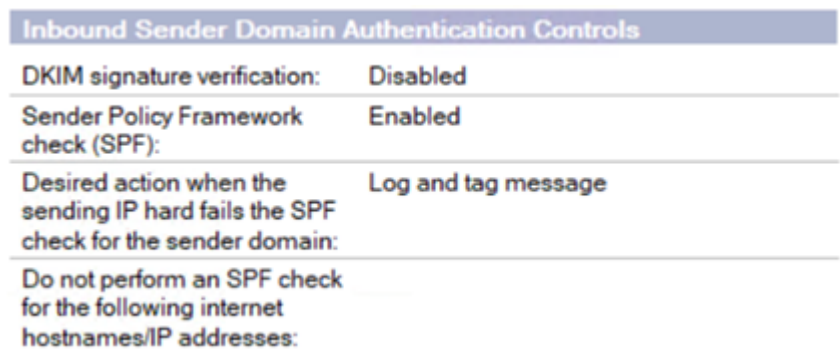 Inbound Sender Domain Authentication Controls
DKIM signature verification: Disabled
Sender Policy Framework Enabled
check (SPF):
Desired action when the Log and tag message
sending IP hard fails the SPF
check for the sender domain:
Do not perform an SPF check
for the following internet
hostnames/IP addresses: